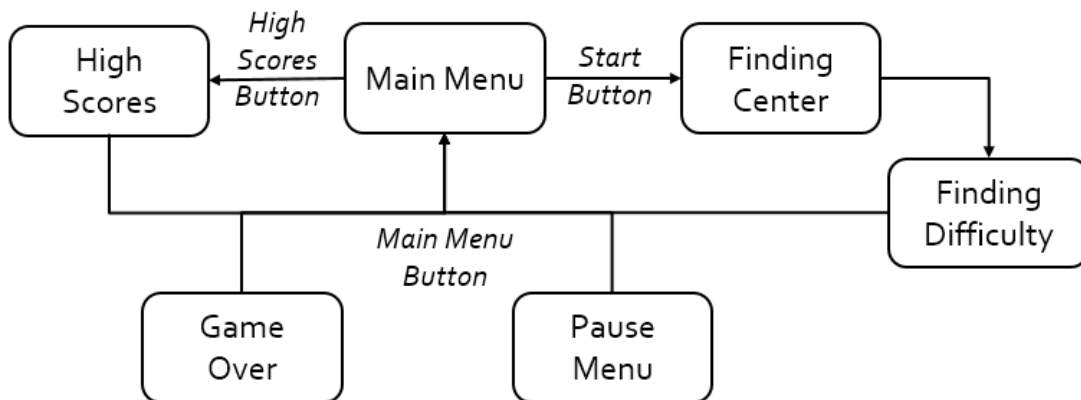 High
Scores
High
Scores
Button
Main Menu
Start
Button
Finding
Center
Finding
Difficulty
Main Menu
Button
Game
Over
Pause
Menu